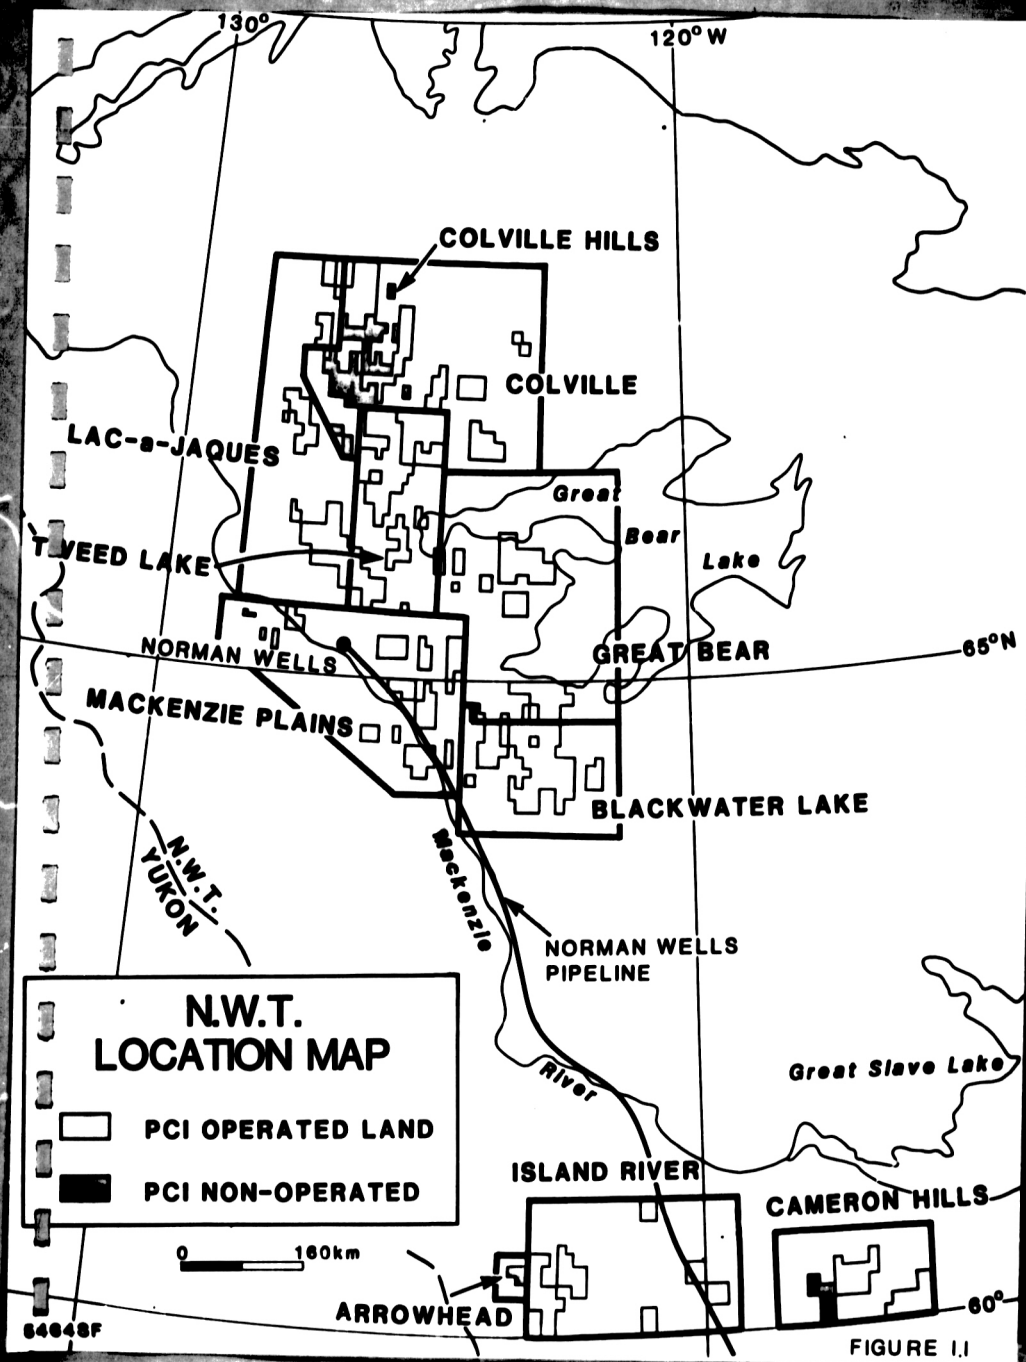 130°
120° W
COLVILLE HILLS
COLVILLE
LAC-a-JAQUES
Great
Bear
Lake
TWEED LAKE
NORMAN WELLS
GREAT BEAR
65°N
MACKENZIE PLAINS
BLACKWATER LAKE
Mackenzie
N.W.T.
YUKON
NORMAN WELLS
PIPELINE
N.W.T.
LOCATION MAP
PCI OPERATED LAND
PCI NON-OPERATED
River
Great Slave Lake
ISLAND RIVER
CAMERON HILLS
0 160km
ARROWHEAD
60°
54648F
FIGURE 1.1